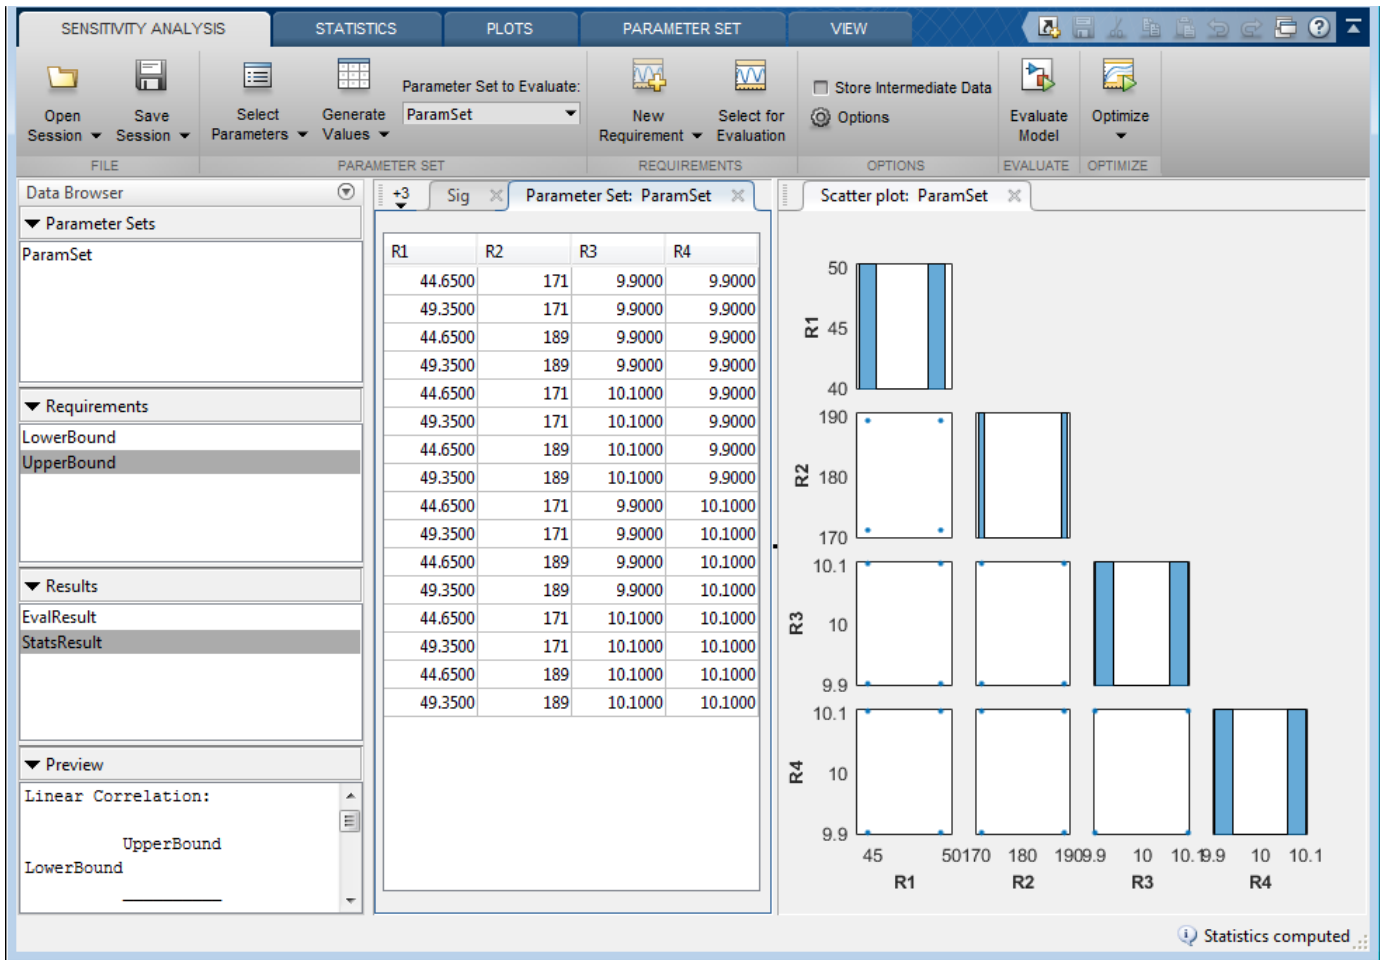 SENSITIVITY ANALYSIS STATISTICS PLOTS PARAMETER SET VIEW
Open Session
Save Session
Select Parameters
Generate Values
Parameter Set to Evaluate:
ParamSet
New Requirement
Select for Evaluation
Store Intermediate Data
Options
Evaluate Model
Optimize
FILE PARAMETER SET REQUIREMENTS OPTIONS EVALUATE OPTIMIZE
Data Browser
Parameter Sets
ParamSet
Requirements
LowerBound
UpperBound
Results
EvalResult
StatsResult
Preview
Linear Correlation:
UpperBound
LowerBound
+3 Sig Parameter Set: ParamSet
R1 R2 R3 R4
44.6500 171 9.9000 9.9000
49.3500 171 9.9000 9.9000
44.6500 189 9.9000 9.9000
49.3500 189 9.9000 9.9000
44.6500 171 10.1000 9.9000
49.3500 171 10.1000 9.9000
44.6500 189 10.1000 9.9000
49.3500 189 10.1000 9.9000
44.6500 171 9.9000 10.1000
49.3500 171 9.9000 10.1000
44.6500 189 9.9000 10.1000
49.3500 189 9.9000 10.1000
44.6500 171 10.1000 10.1000
49.3500 171 10.1000 10.1000
44.6500 189 10.1000 10.1000
49.3500 189 10.1000 10.1000
Scatter plot: ParamSet
50
R1 45
40
190
R2 180
170
10.1
R3 10
9.9
10.1
R4 10
9.9
45 50 170 180 190 9.9 10 10.1 9.9 10 10.1
R1 R2 R3 R4
Statistics computed